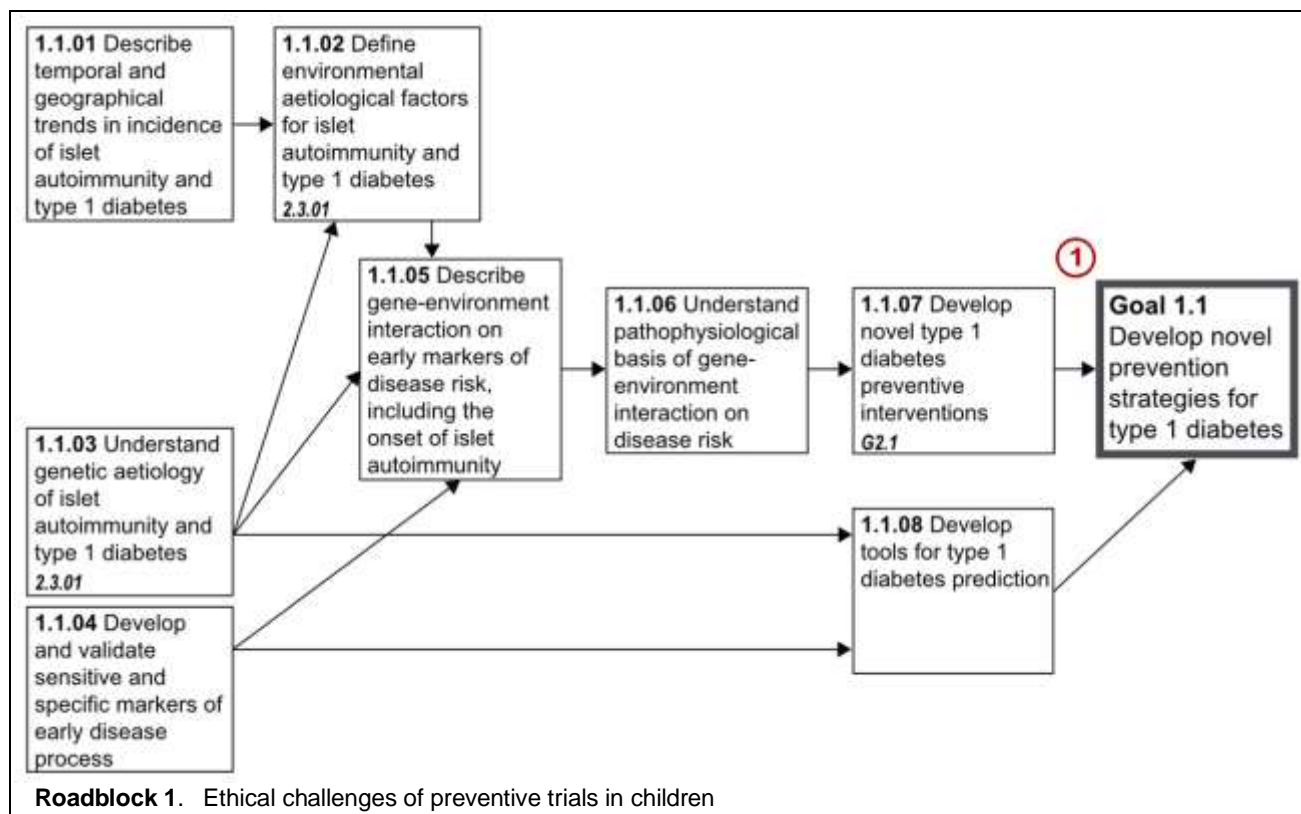 1.1.01 Describe
temporal and
geographical
trends in incidence
of islet
autoimmunity and
type 1 diabetes
1.1.02 Define
environmental
aetiological factors
for islet
autoimmunity and
type 1 diabetes
2.3.01
1.1.05 Describe
gene-environment
interaction on
early markers of
disease risk,
including the
onset of islet
autoimmunity
1.1.06 Understand
pathophysiological
basis of gene-
environment
interaction on
disease risk
1.1.07 Develop
novel type 1
diabetes
preventive
interventions
G2.1
1
Goal 1.1
Develop novel
prevention
strategies for
type 1 diabetes
1.1.03 Understand
genetic aetiology
of islet
autoimmunity and
type 1 diabetes
2.3.01
1.1.08 Develop
tools for type 1
diabetes prediction
1.1.04 Develop
and validate
sensitive and
specific markers of
early disease
process
Roadblock 1. Ethical challenges of preventive trials in children